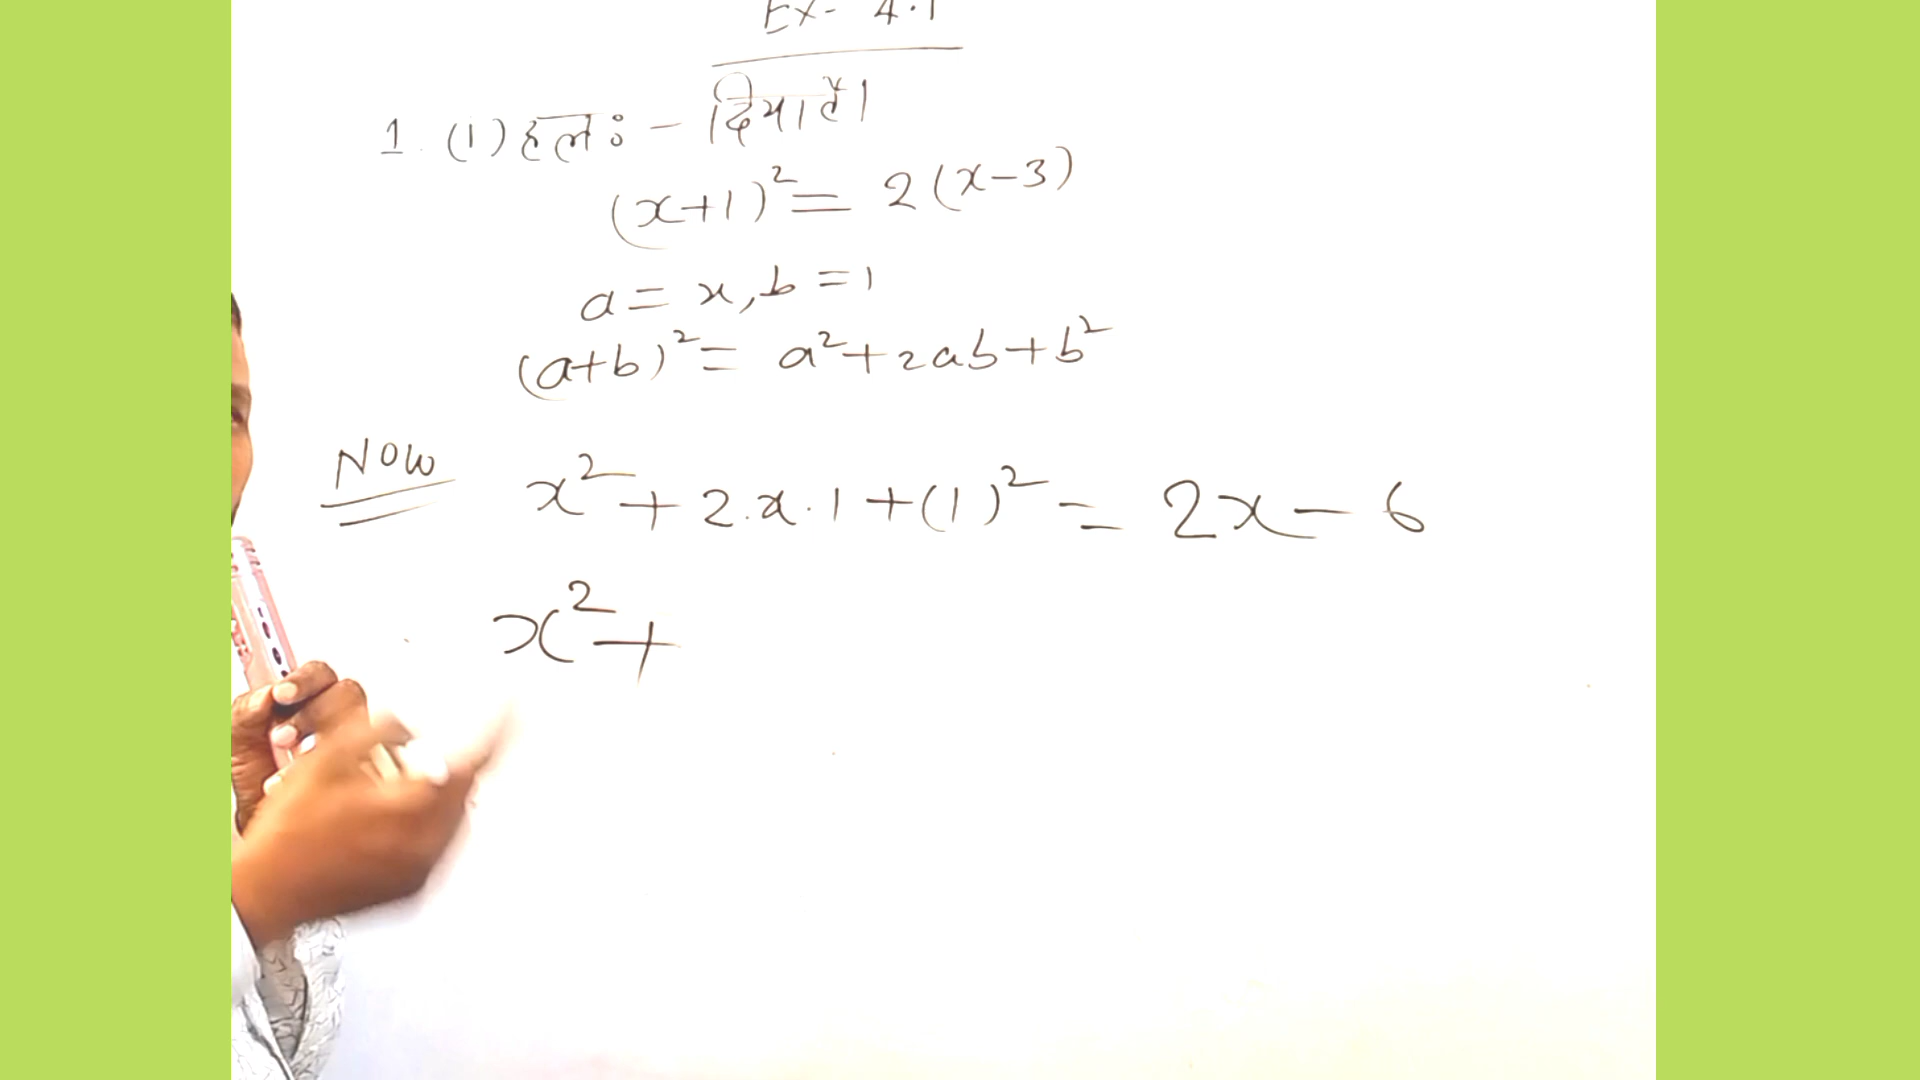 Ex- 4.1
1. (i) हलः - दिया है।
(x+1)² = 2(x-3)
a = x, b = 1
(a+b)² = a²+2ab+b²
Now x² + 2.x.1 + (1)² = 2x - 6
x² +